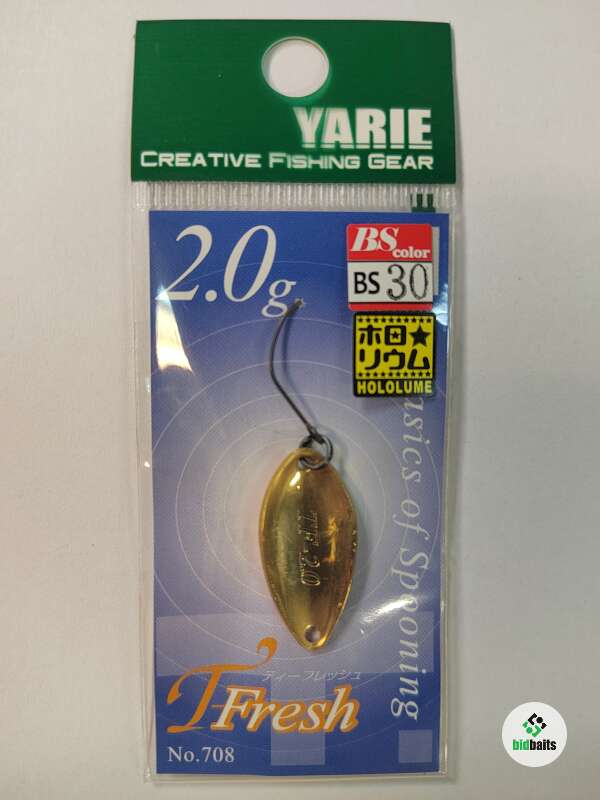 YARIE
CREATIVE FISHING GEAR
2.0g
BS
color
BS 30
ホロ★
リウム
HOLOLUME
asics of Spooning
TF-2.0
ティーフレッシュ
T'Fresh
No.708
bidbaits